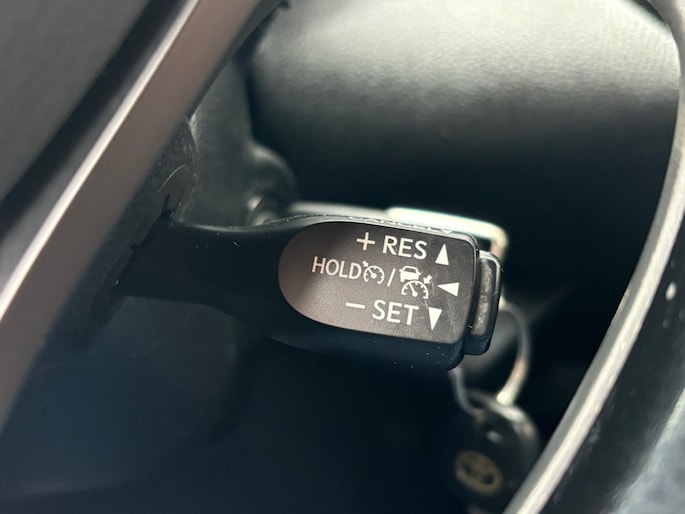 + RES
HOLD /
− SET